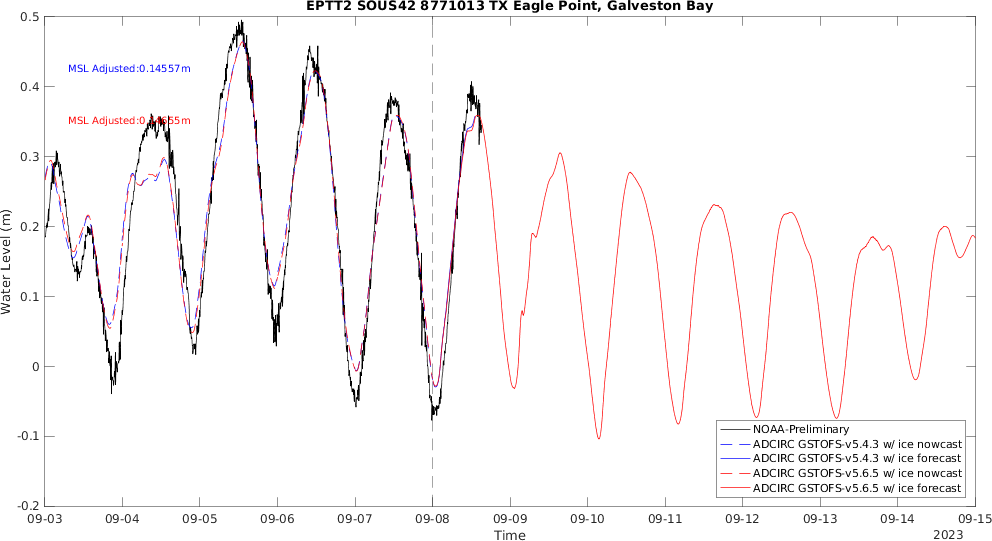 EPTT2 SOUS42 8771013 TX Eagle Point, Galveston Bay
0.5
0.4
0.3
0.2
0.1
0
-0.1
-0.2
Water Level (m)
MSL Adjusted:0.14557m
MSL
NOAA-Preliminary
ADCIRC GSTOFS-v5.4.3 w/ ice nowcast
ADCIRC GSTOFS-v5.4.3 w/ ice forecast
ADCIRC GSTOFS-v5.6.5 w/ ice nowcast
ADCIRC GSTOFS-v5.6.5 w/ ice forecast
09-03 09-04 09-05 09-06 09-07 09-08 09-09 09-10 09-11 09-12 09-13 09-14 09-15
Time
2023